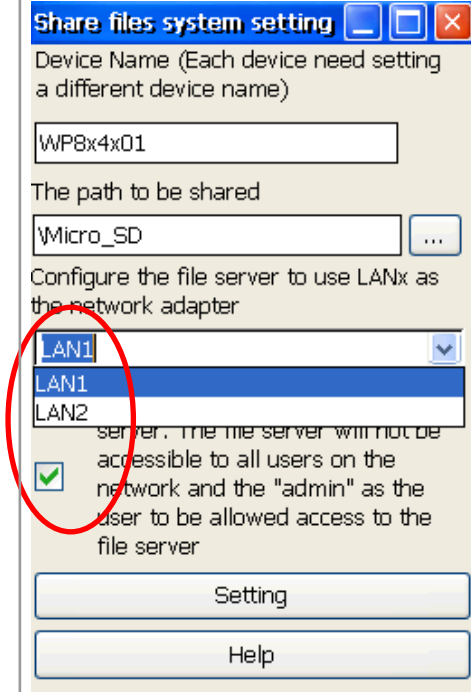 Share files system setting
Device Name (Each device need setting
a different device name)
WP8x4x01
The path to be shared
\Micro_SD
...
Configure the file server to use LANx as
the network adapter
LAN1
LAN1
LAN2
server. The file server will not be
accessible to all users on the
network and the "admin" as the
user to be allowed access to the
file server
Setting
Help